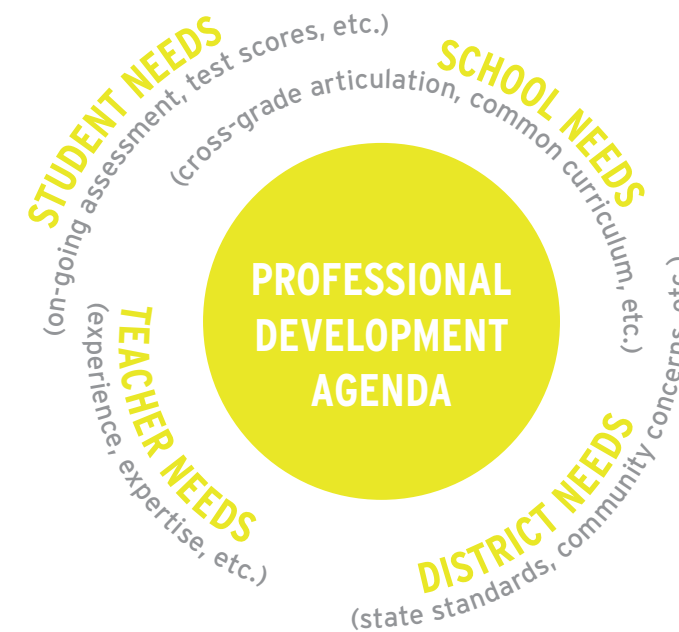 STUDENT NEEDS
(on-going assessment, test scores, etc.)
SCHOOL NEEDS
(cross-grade articulation, common curriculum, etc.)
PROFESSIONAL
DEVELOPMENT
AGENDA
TEACHER NEEDS
(experience, expertise, etc.)
DISTRICT NEEDS
(state standards, community concerns, etc.)